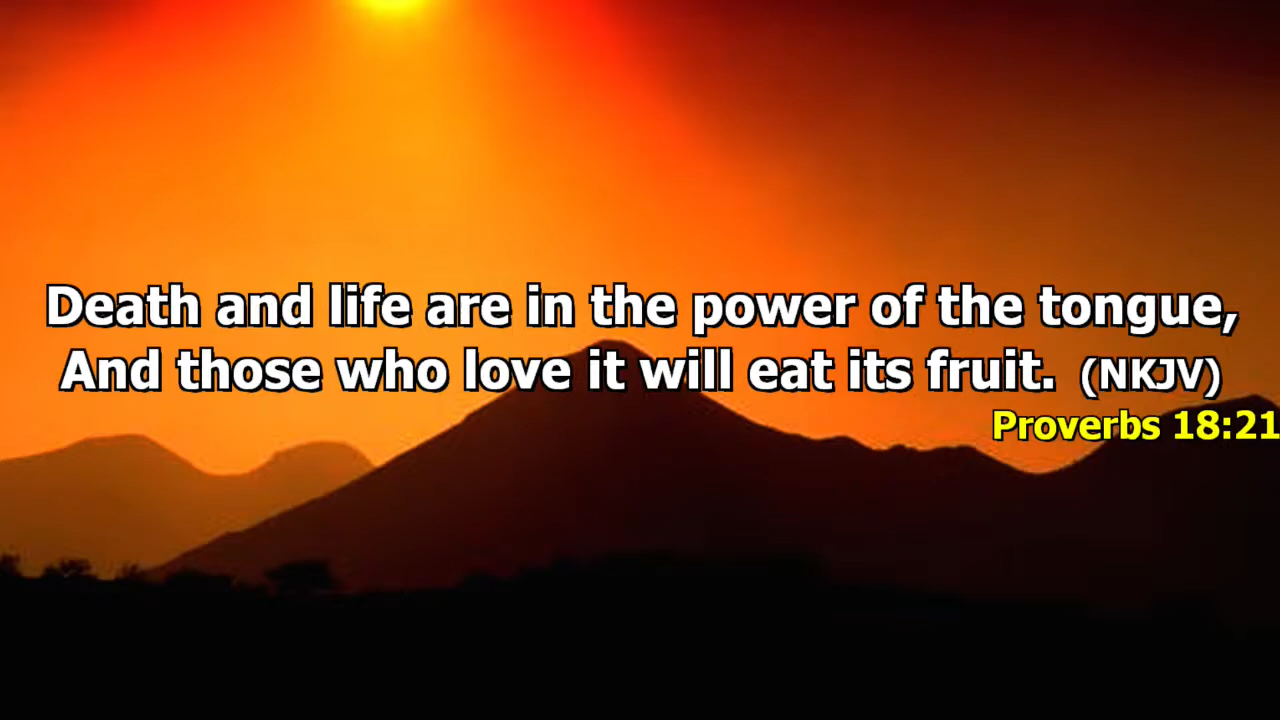 Death and life are in the power of the tongue,
And those who love it will eat its fruit. (NKJV)
Proverbs 18:21